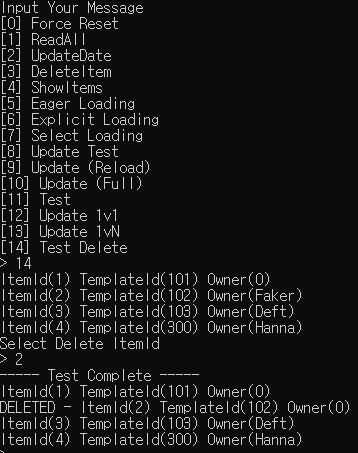 Input Your Message
[0] Force Reset
[1] ReadAll
[2] UpdateDate
[3] DeleteItem
[4] ShowItems
[5] Eager Loading
[6] Explicit Loading
[7] Select Loading
[8] Update Test
[9] Update (Reload)
[10] Update (Full)
[11] Test
[12] Update 1v1
[13] Update 1vN
[14] Test Delete
> 14
ItemId(1) TemplateId(101) Owner(0)
ItemId(2) TemplateId(102) Owner(Faker)
ItemId(3) TemplateId(103) Owner(Deft)
ItemId(4) TemplateId(300) Owner(Hanna)
Select Delete ItemId
> 2
----- Test Complete -----
ItemId(1) TemplateId(101) Owner(0)
DELETED - ItemId(2) TemplateId(102) Owner(0)
ItemId(3) TemplateId(103) Owner(Deft)
ItemId(4) TemplateId(300) Owner(Hanna)